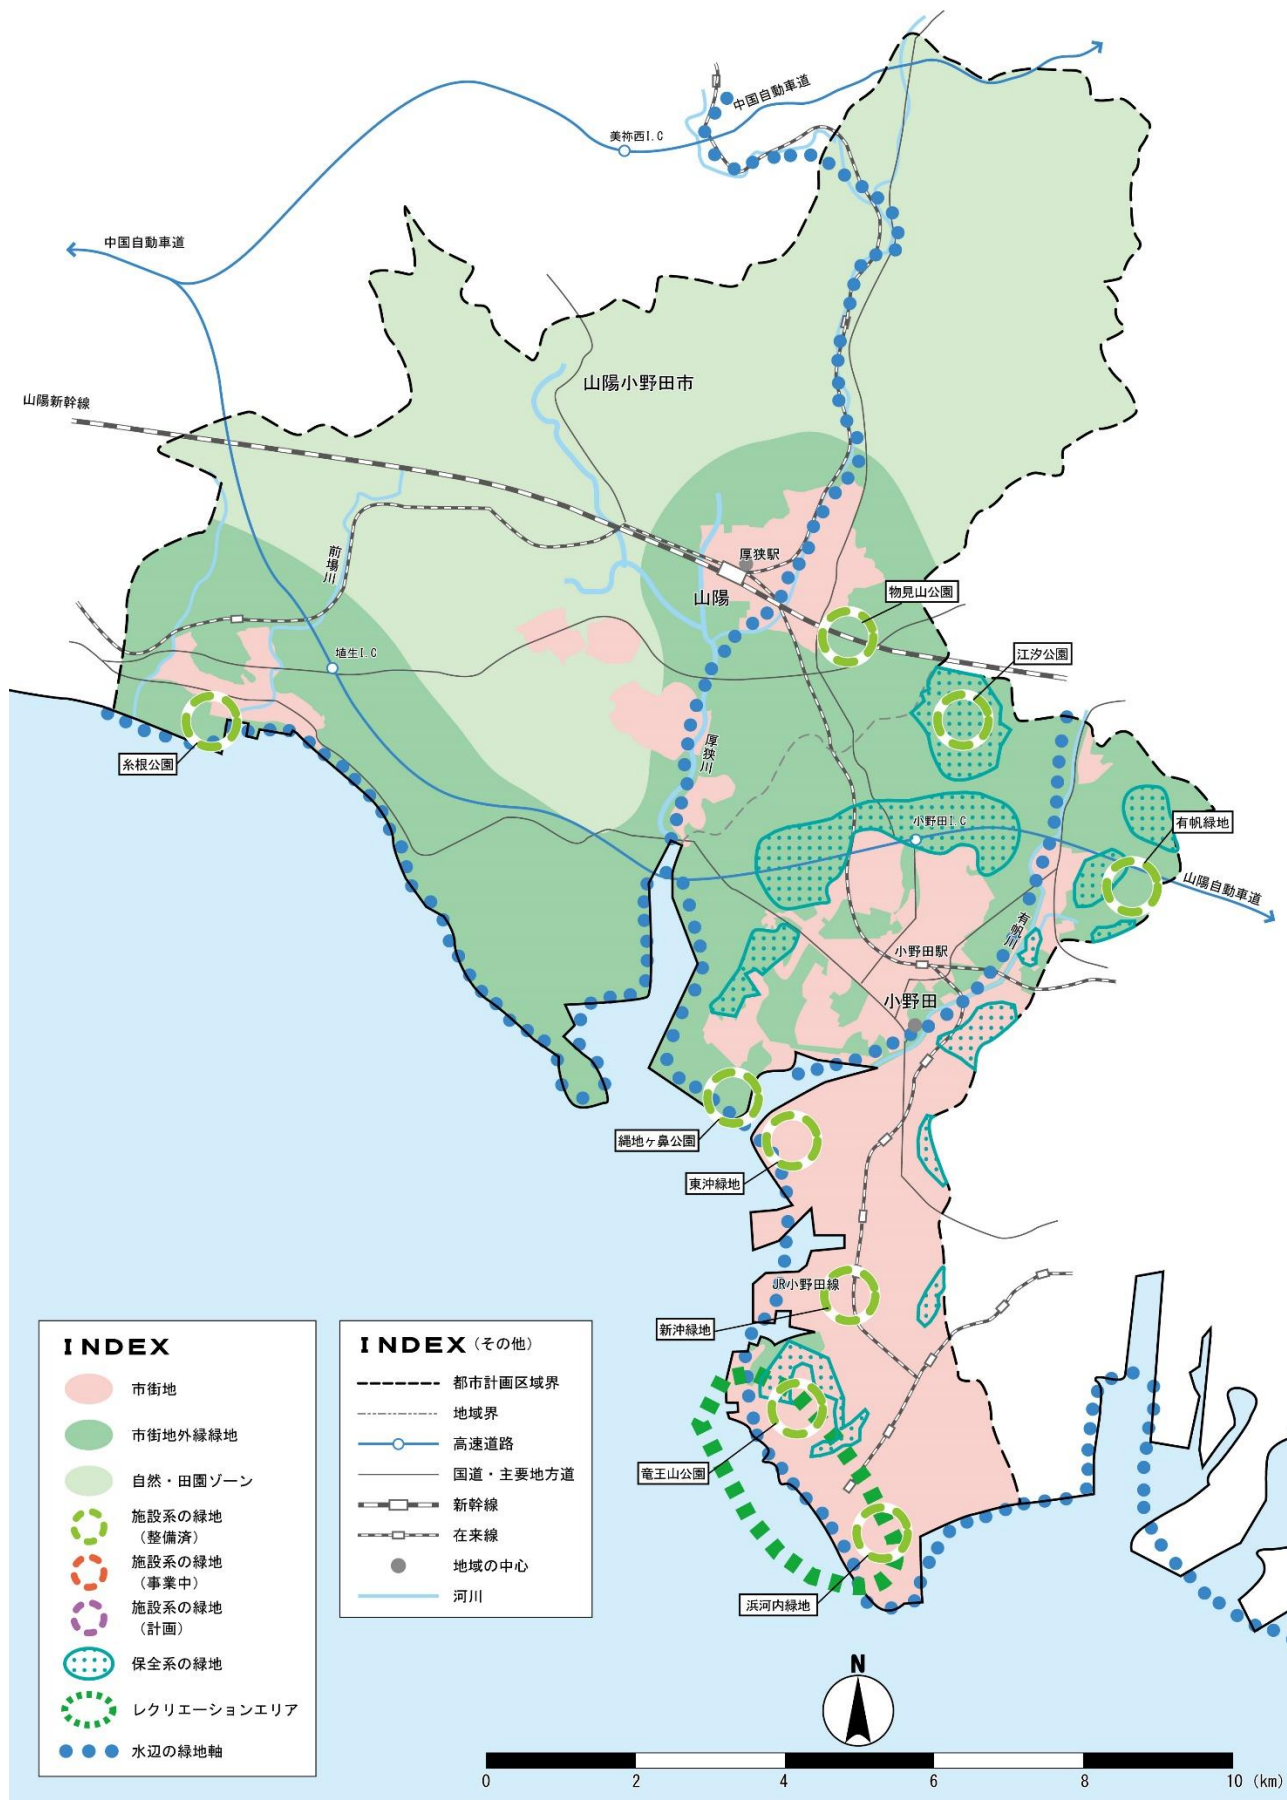 中国自動車道
美祢西I.C
中国自動車道
山陽小野田市
山陽新幹線
前場川
厚狭駅
山陽
物見山公園
江汐公園
埴生I.C
糸根公園
厚狭川
小野田I.C
有帆緑地
山陽自動車道
有帆川
小野田駅
小野田
縄地ヶ鼻公園
東沖緑地
JR小野田線
新沖緑地
竜王山公園
浜河内緑地
INDEX
市街地
市街地外縁緑地
自然・田園ゾーン
施設系の緑地
（整備済）
施設系の緑地
（事業中）
施設系の緑地
（計画）
保全系の緑地
レクリエーションエリア
水辺の緑地軸
INDEX（その他）
都市計画区域界
地域界
高速道路
国道・主要地方道
新幹線
在来線
地域の中心
河川
N
0 2 4 6 8 10 (km)